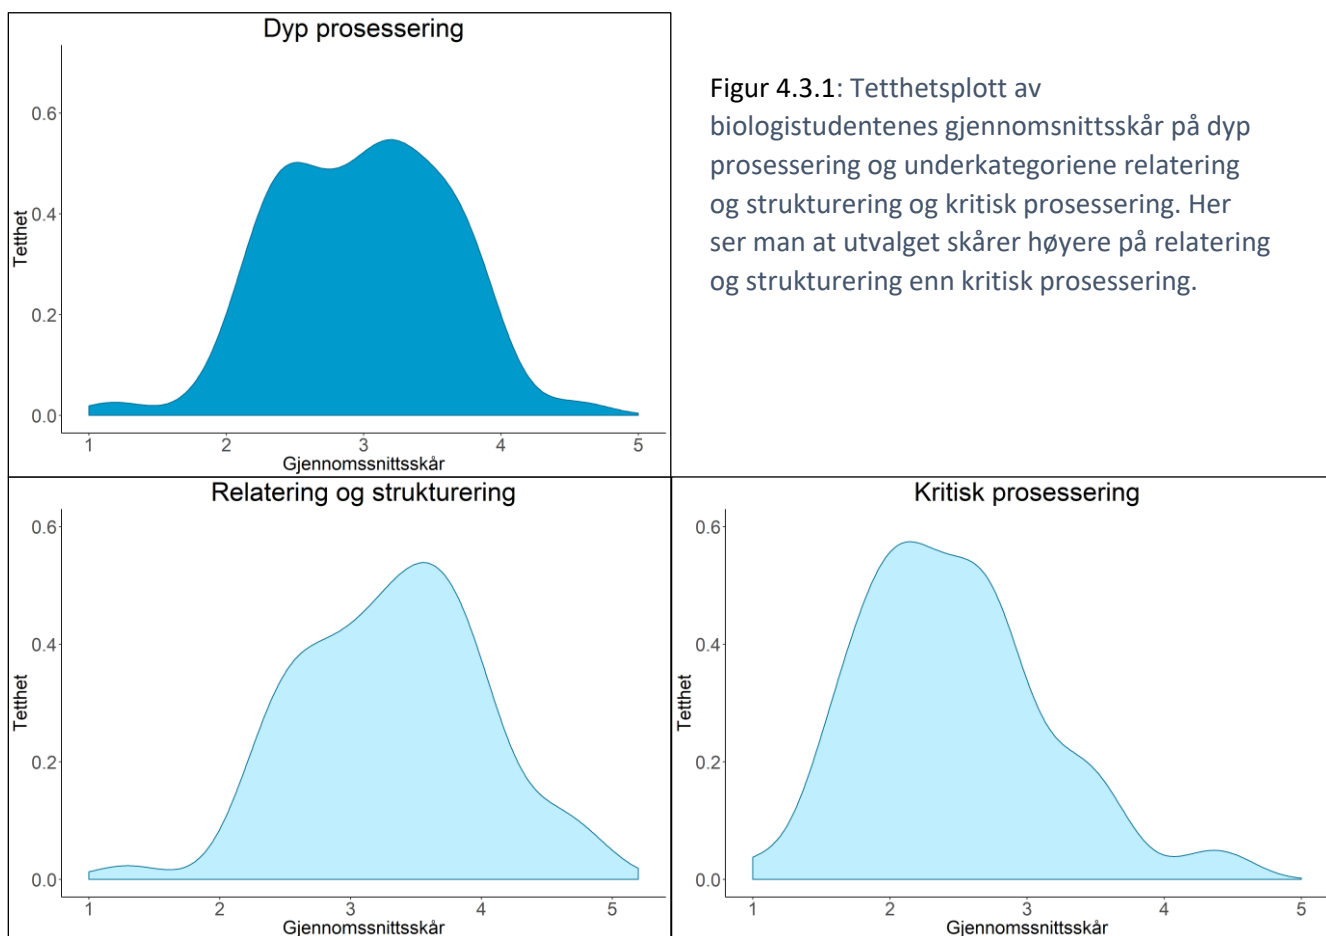 Dyp prosessering
0.6
0.4
0.2
0.0
Tetthet
1 2 3 4 5
Gjennomssnittsskår
Figur 4.3.1: Tetthetsplott av
biologistudentenes gjennomsnittsskår på dyp
prosessering og underkategoriene relatering
og strukturering og kritisk prosessering. Her
ser man at utvalget skårer høyere på relatering
og strukturering enn kritisk prosessering.
Relatering og strukturering
0.6
0.4
0.2
0.0
Tetthet
1 2 3 4 5
Gjennomssnittsskår
Kritisk prosessering
0.6
0.4
0.2
0.0
Tetthet
1 2 3 4 5
Gjennomssnittsskår